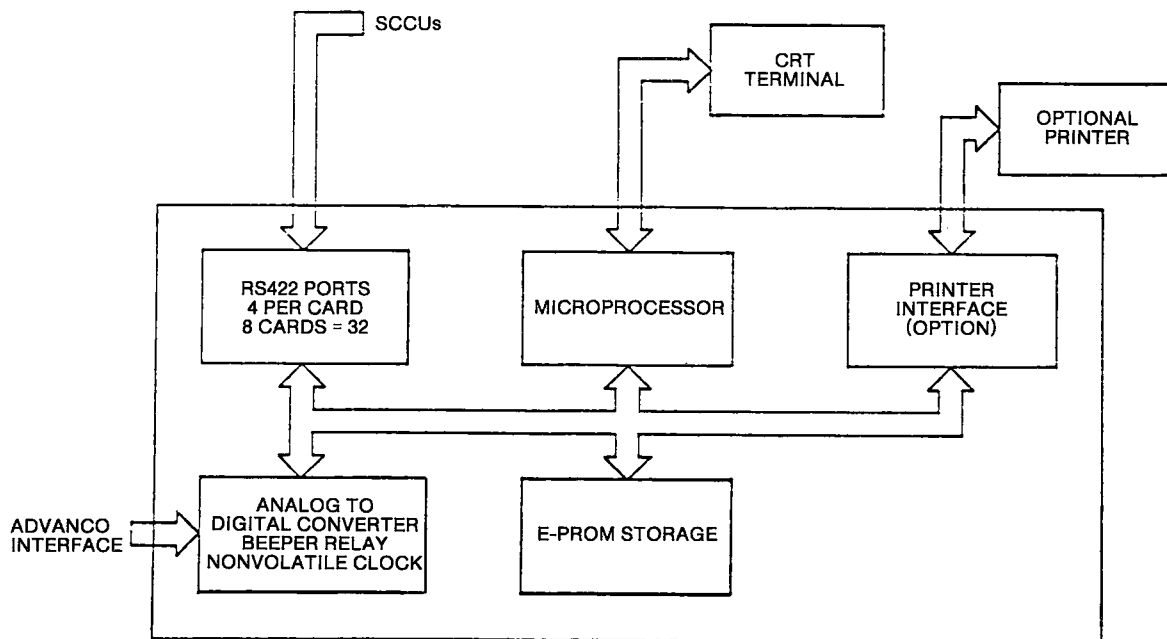 SCCUs
CRT
TERMINAL
OPTIONAL
PRINTER
RS422 PORTS
4 PER CARD
8 CARDS = 32
MICROPROCESSOR
PRINTER
INTERFACE
(OPTION)
ADVANCO
INTERFACE
ANALOG TO
DIGITAL CONVERTER
BEEPER RELAY
NONVOLATILE CLOCK
E-PROM STORAGE